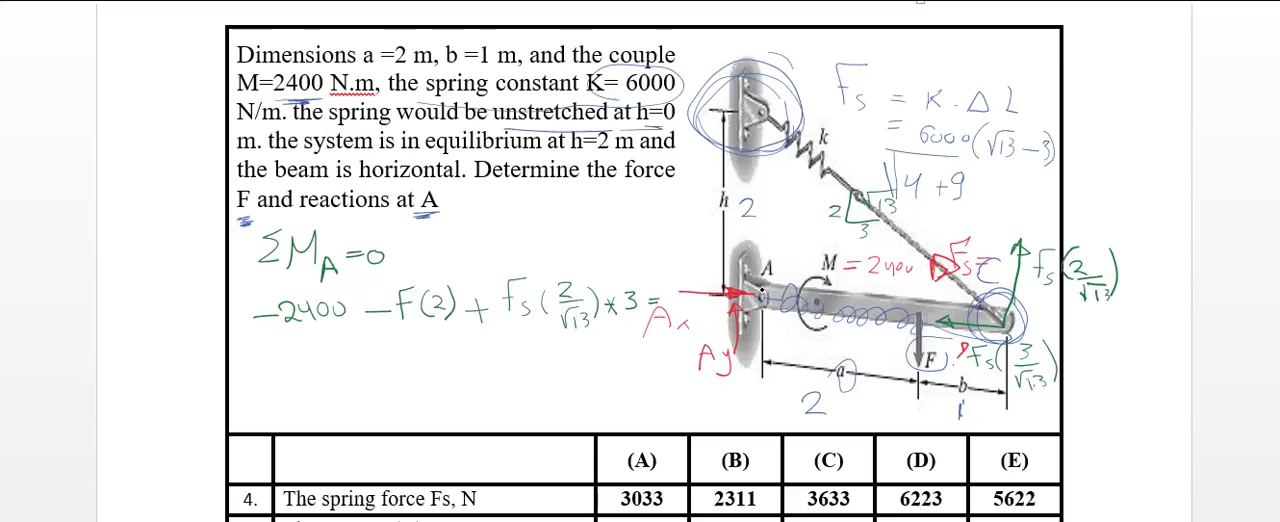 Dimensions a =2 m, b =1 m, and the couple
M=2400 N.m, the spring constant K= 6000
N/m. the spring would be unstretched at h=0
m. the system is in equilibrium at h=2 m and
the beam is horizontal. Determine the force
F and reactions at A
ΣM_A =0
-2400 -F(2) + Fs(2/√13)*3 =
Fs = K . Δ L
= 6000(√13 -3)
√4 +9
k
h 2
2 √13
3
A M = 2400 Fs
Fs(2/√13)
Ax
Ay
F ? Fs(3/√13)
a b
2 1
(A) (B) (C) (D) (E)
4. The spring force Fs, N 3033 2311 3633 6223 5622